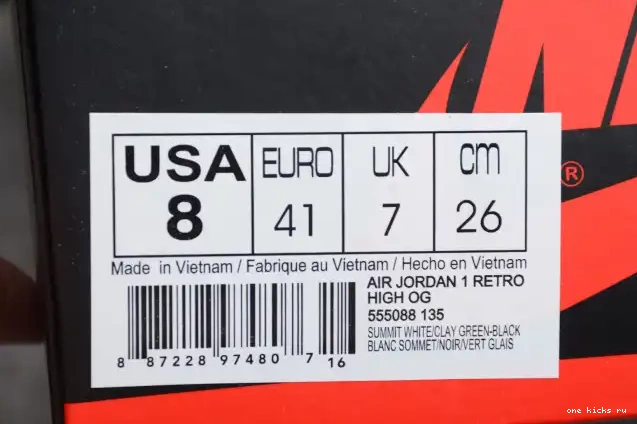 USA EURO UK cm
8 41 7 26
Made in Vietnam / Fabrique au Vietnam / Hecho en Vietnam
AIR JORDAN 1 RETRO
HIGH OG
555088 135
SUMMIT WHITE/CLAY GREEN-BLACK
BLANC SOMMET/NOIR/VERT GLAIS
8 87228 97480 7 16
®
one kicks ru